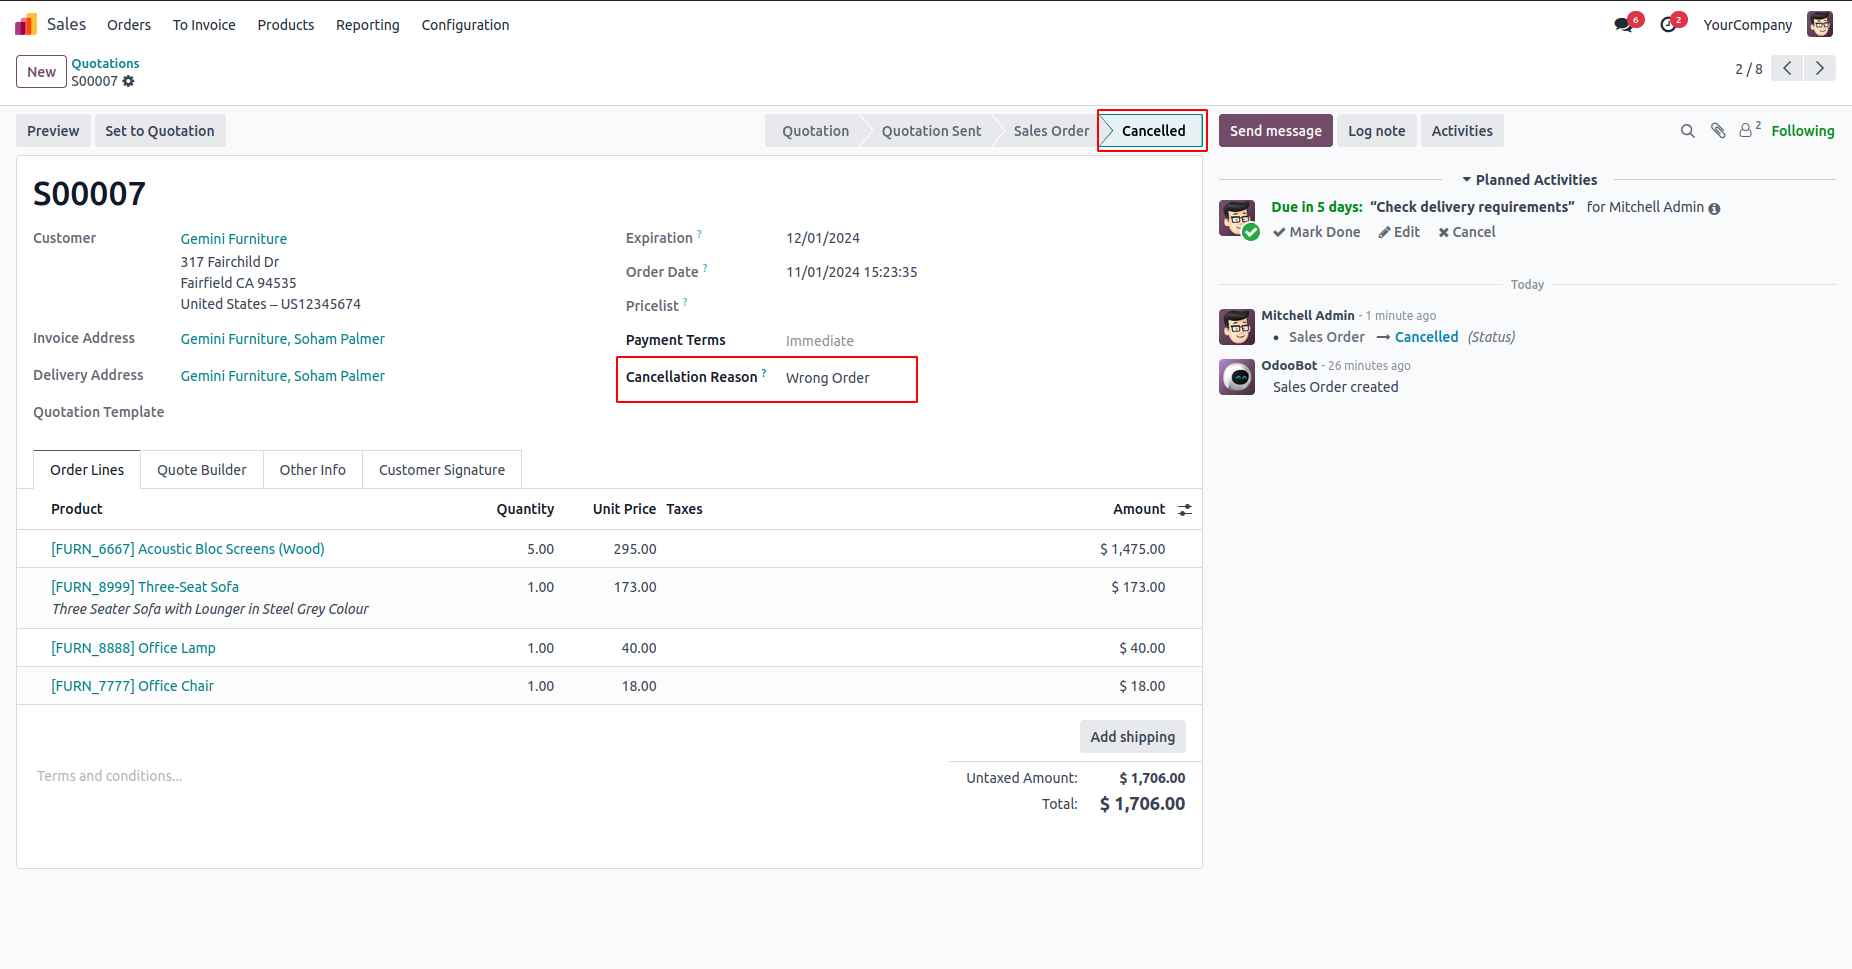 Sales Orders To Invoice Products Reporting Configuration 6 2 YourCompany
New Quotations
S00007
2 / 8
Preview Set to Quotation Quotation Quotation Sent Sales Order Cancelled Send message Log note Activities 2 Following
S00007
Customer Gemini Furniture
317 Fairchild Dr
Fairfield CA 94535
United States – US12345674
Invoice Address Gemini Furniture, Soham Palmer
Delivery Address Gemini Furniture, Soham Palmer
Quotation Template
Expiration ? 12/01/2024
Order Date ? 11/01/2024 15:23:35
Pricelist ?
Payment Terms Immediate
Cancellation Reason ? Wrong Order
Order Lines Quote Builder Other Info Customer Signature
Product Quantity Unit Price Taxes Amount
[FURN_6667] Acoustic Bloc Screens (Wood) 5.00 295.00 $ 1,475.00
[FURN_8999] Three-Seat Sofa 1.00 173.00 $ 173.00
Three Seater Sofa with Lounger in Steel Grey Colour
[FURN_8888] Office Lamp 1.00 40.00 $ 40.00
[FURN_7777] Office Chair 1.00 18.00 $ 18.00
Add shipping
Terms and conditions...
Untaxed Amount: $ 1,706.00
Total: $ 1,706.00
Planned Activities
Due in 5 days: “Check delivery requirements” for Mitchell Admin
Mark Done Edit Cancel
Today
Mitchell Admin - 1 minute ago
• Sales Order → Cancelled (Status)
OdooBot - 26 minutes ago
Sales Order created